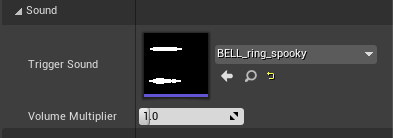 Sound
Trigger Sound
BELL_ring_spooky
Volume Multiplier
1.0